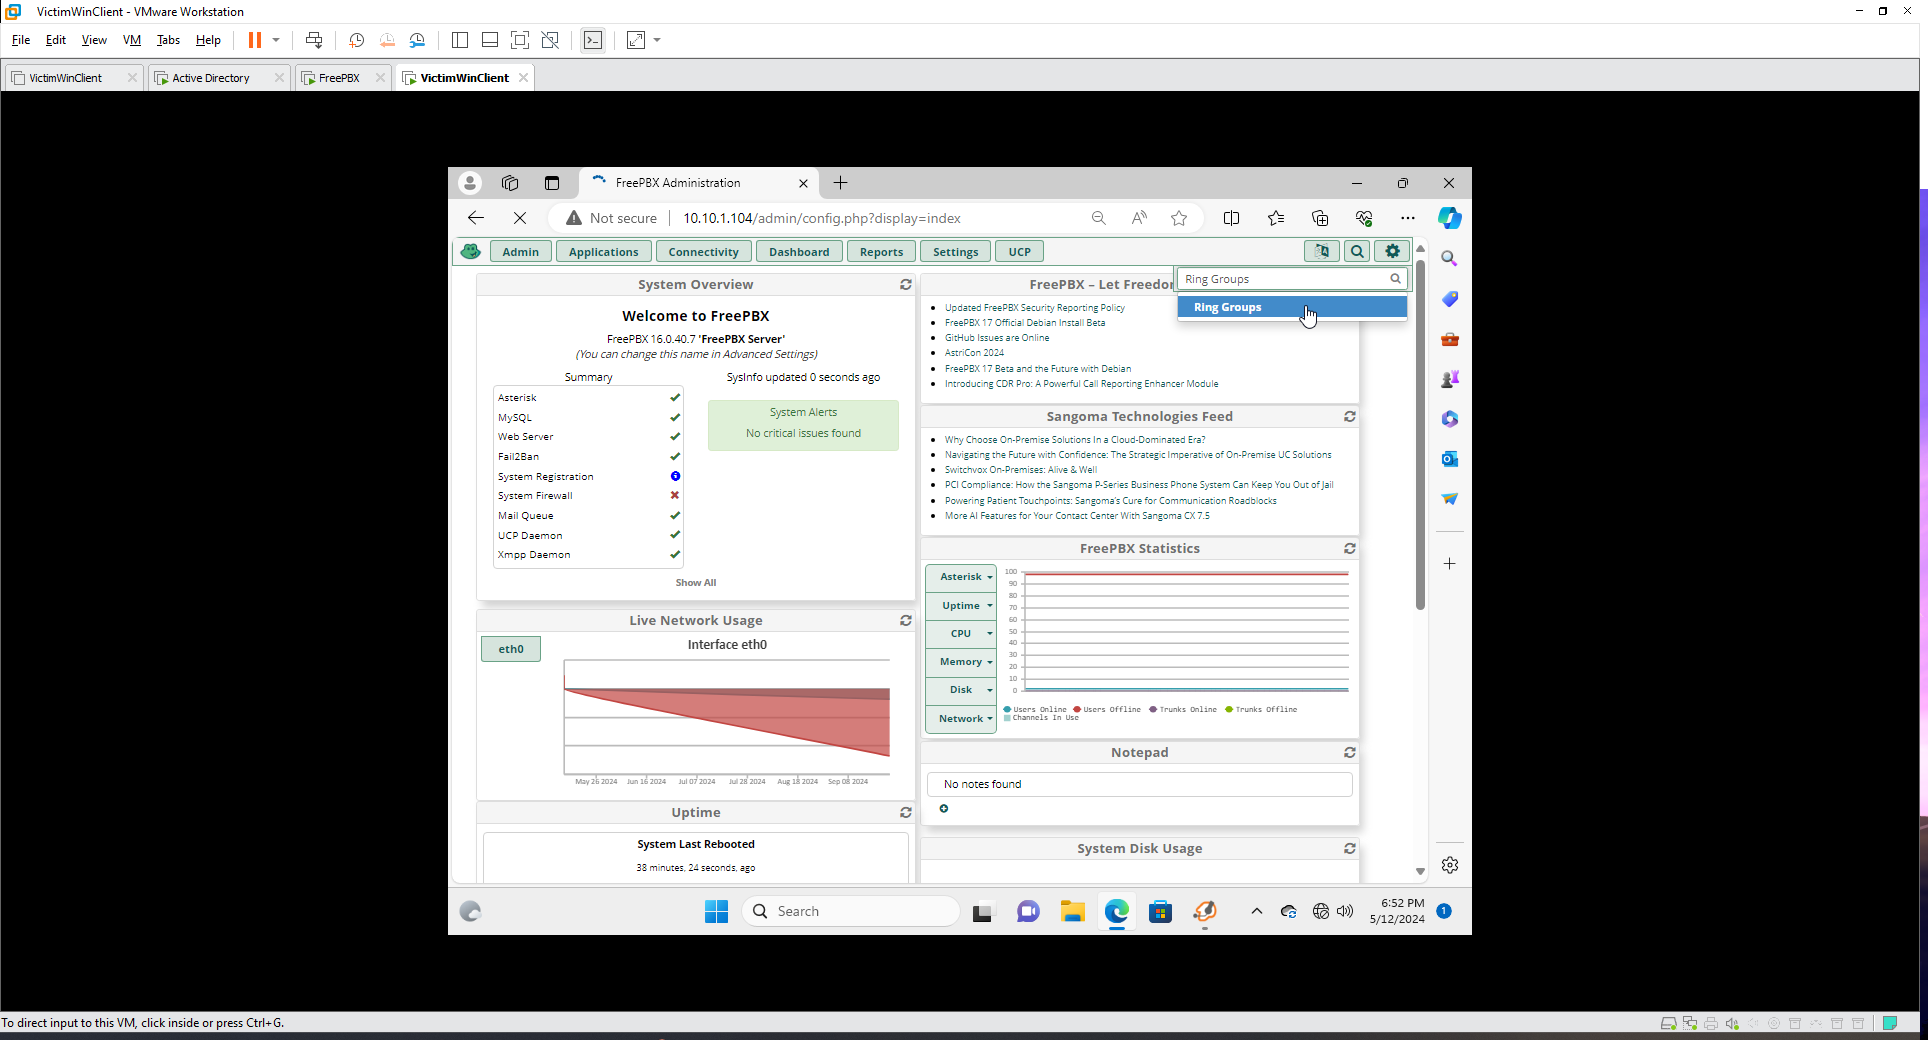 VictimWinClient - VMware Workstation
File Edit View VM Tabs Help
VictimWinClient Active Directory FreePBX VictimWinClient
FreePBX Administration
Not secure 10.10.1.104/admin/config.php?display=index
Admin Applications Connectivity Dashboard Reports Settings UCP
Ring Groups
Ring Groups
System Overview
Welcome to FreePBX
FreePBX 16.0.40.7 'FreePBX Server'
(You can change this name in Advanced Settings)
Summary
SysInfo updated 0 seconds ago
Asterisk
MySQL
Web Server
Fail2Ban
System Registration
System Firewall
Mail Queue
UCP Daemon
Xmpp Daemon
System Alerts
No critical issues found
Show All
Live Network Usage
eth0
Interface eth0
May 26 2024 Jun 16 2024 Jul 07 2024 Jul 28 2024 Aug 18 2024 Sep 08 2024
Uptime
System Last Rebooted
38 minutes, 24 seconds, ago
FreePBX – Let Freedom
Updated FreePBX Security Reporting Policy
FreePBX 17 Official Debian Install Beta
GitHub Issues are Online
AstriCon 2024
FreePBX 17 Beta and the Future with Debian
Introducing CDR Pro: A Powerful Call Reporting Enhancer Module
Sangoma Technologies Feed
Why Choose On-Premise Solutions In a Cloud-Dominated Era?
Navigating the Future with Confidence: The Strategic Imperative of On-Premise UC Solutions
Switchvox On-Premises: Alive & Well
PCI Compliance: How the Sangoma P-Series Business Phone System Can Keep You Out of Jail
Powering Patient Touchpoints: Sangoma's Cure for Communication Roadblocks
More AI Features for Your Contact Center With Sangoma CX 7.5
FreePBX Statistics
Asterisk
Uptime
CPU
Memory
Disk
Network
100
90
80
70
60
50
40
30
20
10
0
Users Online Users Offline Trunks Online Trunks Offline
Channels In Use
Notepad
No notes found
System Disk Usage
Search
6:52 PM
5/12/2024
1
To direct input to this VM, click inside or press Ctrl+G.